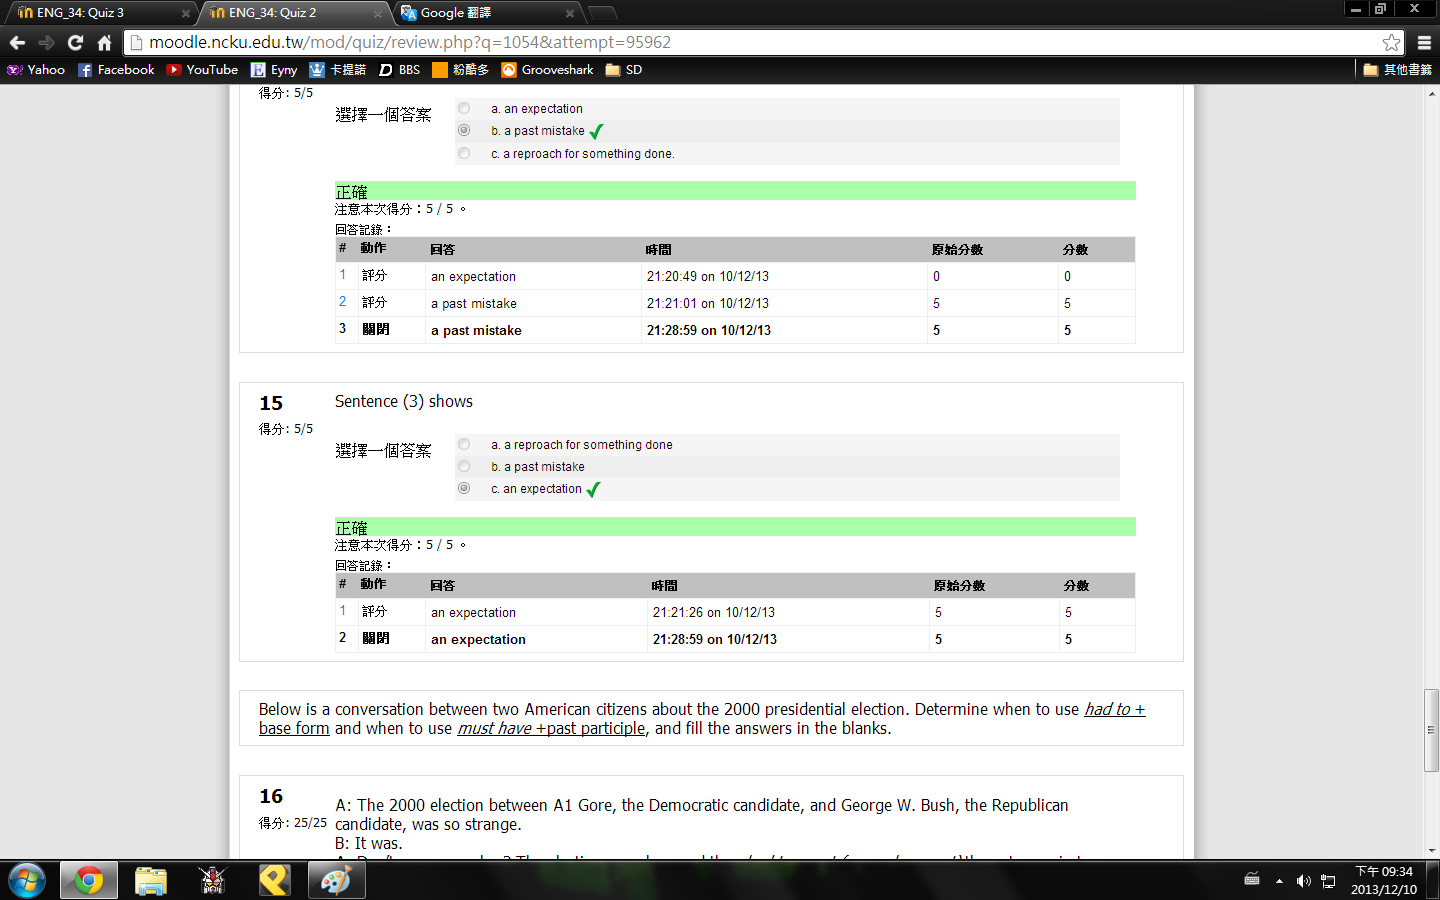 ENG_34: Quiz 3
ENG_34: Quiz 2
Google 翻譯
moodle.ncku.edu.tw/mod/quiz/review.php?q=1054&attempt=95962
Yahoo Facebook YouTube Eyny 卡提諾 BBS 粉酷多 Grooveshark SD 其他書籤
得分: 5/5
選擇一個答案
a. an expectation
b. a past mistake
c. a reproach for something done.
正確
注意本次得分：5 / 5 。
回答記錄：
# 動作 回答 時間 原始分數 分數
1 評分 an expectation 21:20:49 on 10/12/13 0 0
2 評分 a past mistake 21:21:01 on 10/12/13 5 5
3 關閉 a past mistake 21:28:59 on 10/12/13 5 5
15 Sentence (3) shows
得分: 5/5
選擇一個答案
a. a reproach for something done
b. a past mistake
c. an expectation
正確
注意本次得分：5 / 5 。
回答記錄：
# 動作 回答 時間 原始分數 分數
1 評分 an expectation 21:21:26 on 10/12/13 5 5
2 關閉 an expectation 21:28:59 on 10/12/13 5 5
Below is a conversation between two American citizens about the 2000 presidential election. Determine when to use had to +
base form and when to use must have +past participle, and fill the answers in the blanks.
16
得分: 25/25
A: The 2000 election between A1 Gore, the Democratic candidate, and George W. Bush, the Republican
candidate, was so strange.
B: It was.
下午 09:34
2013/12/10